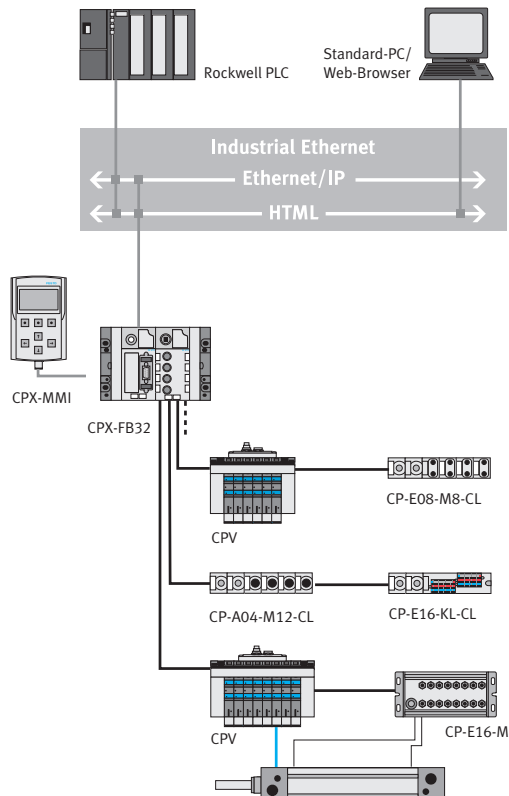 Rockwell PLC
Standard-PC/
Web-Browser
Industrial Ethernet
Ethernet/IP
HTML
CPX-MMI
CPX-FB32
CP-E08-M8-CL
CPV
CP-A04-M12-CL
CP-E16-KL-CL
CPV
CP-E16-M